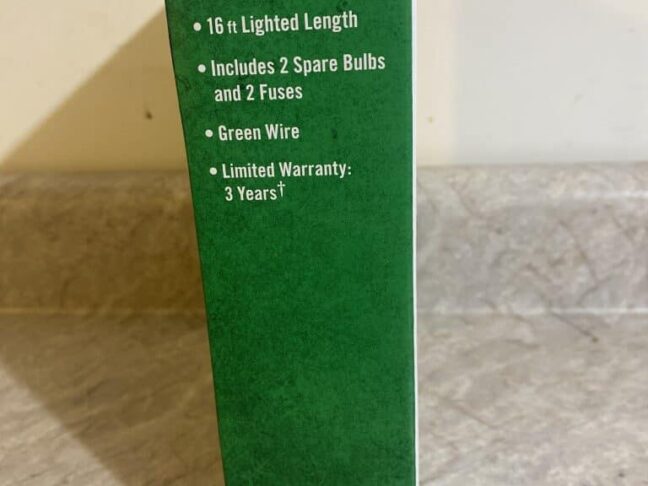 • 16 ft Lighted Length
• Includes 2 Spare Bulbs
and 2 Fuses
• Green Wire
• Limited Warranty:
3 Years†